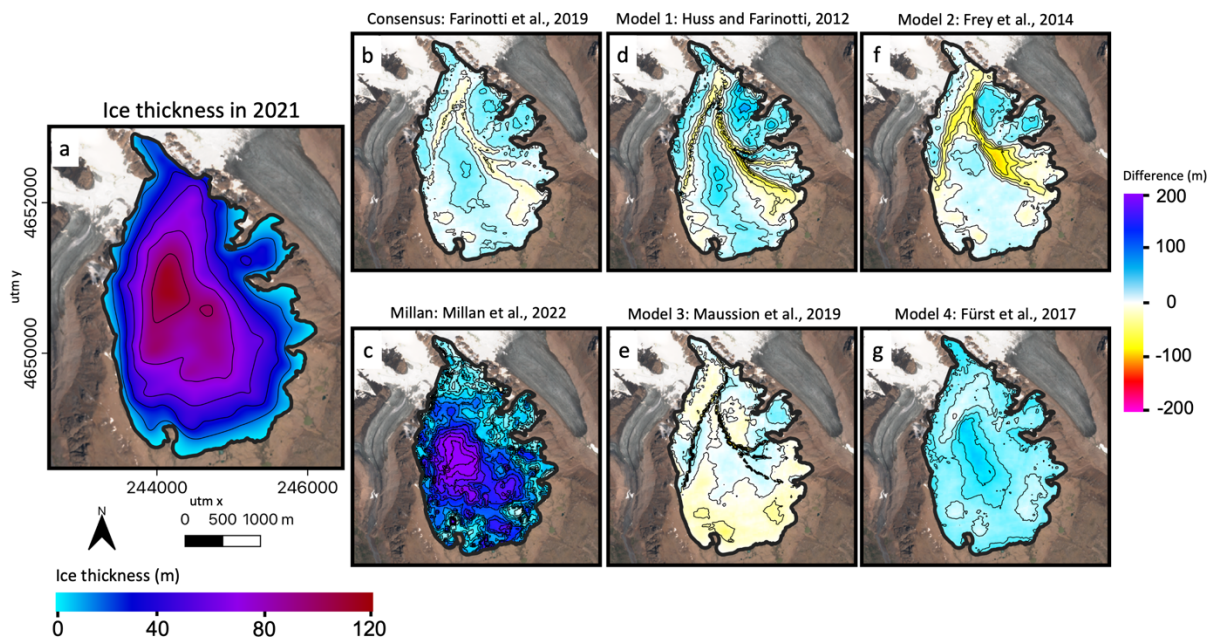 Consensus: Farinotti et al., 2019
Model 1: Huss and Farinotti, 2012
Model 2: Frey et al., 2014
b
d
f
Ice thickness in 2021
a
4652000
4650000
utm y
244000
246000
utm x
N
0 500 1000 m
Ice thickness (m)
0 40 80 120
Difference (m)
200
100
0
-100
-200
Millan: Millan et al., 2022
Model 3: Maussion et al., 2019
Model 4: Fürst et al., 2017
c
e
g